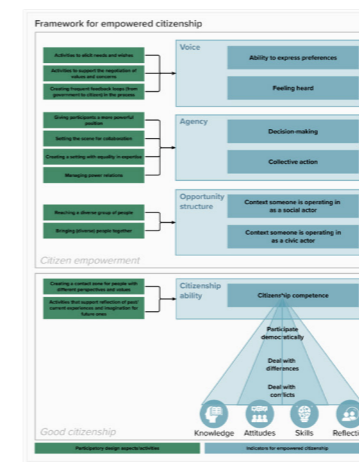 Framework for empowered citizenship
Voice
Activities to elicit needs and wishes
Activities to support the negotiation of
values and concerns
Creating frequent feedback loops (from
government to citizen) in the process
Ability to express preferences
Feeling heard
Agency
Giving participants a more powerful
position
Setting the scene for collaboration
Creating a setting with equality in expertise
Managing power relations
Decision-making
Collective action
Opportunity
structure
Reaching a diverse group of people
Bringing (diverse) people together
Context someone is operating in
as a social actor
Context someone is operating in
as a civic actor
Citizen empowerment
Citizenship
ability
Creating a contact zone for people with
different perspectives and values
Activities that support reflection of past/
current experiences and imagination for
future ones
Citizenship competence
Participate
democratically
Deal with
differences
Deal with
conflicts
Good citizenship
Knowledge Attitudes Skills Reflecti
Participatory design aspects/activities
Indicators for empowered citizenship